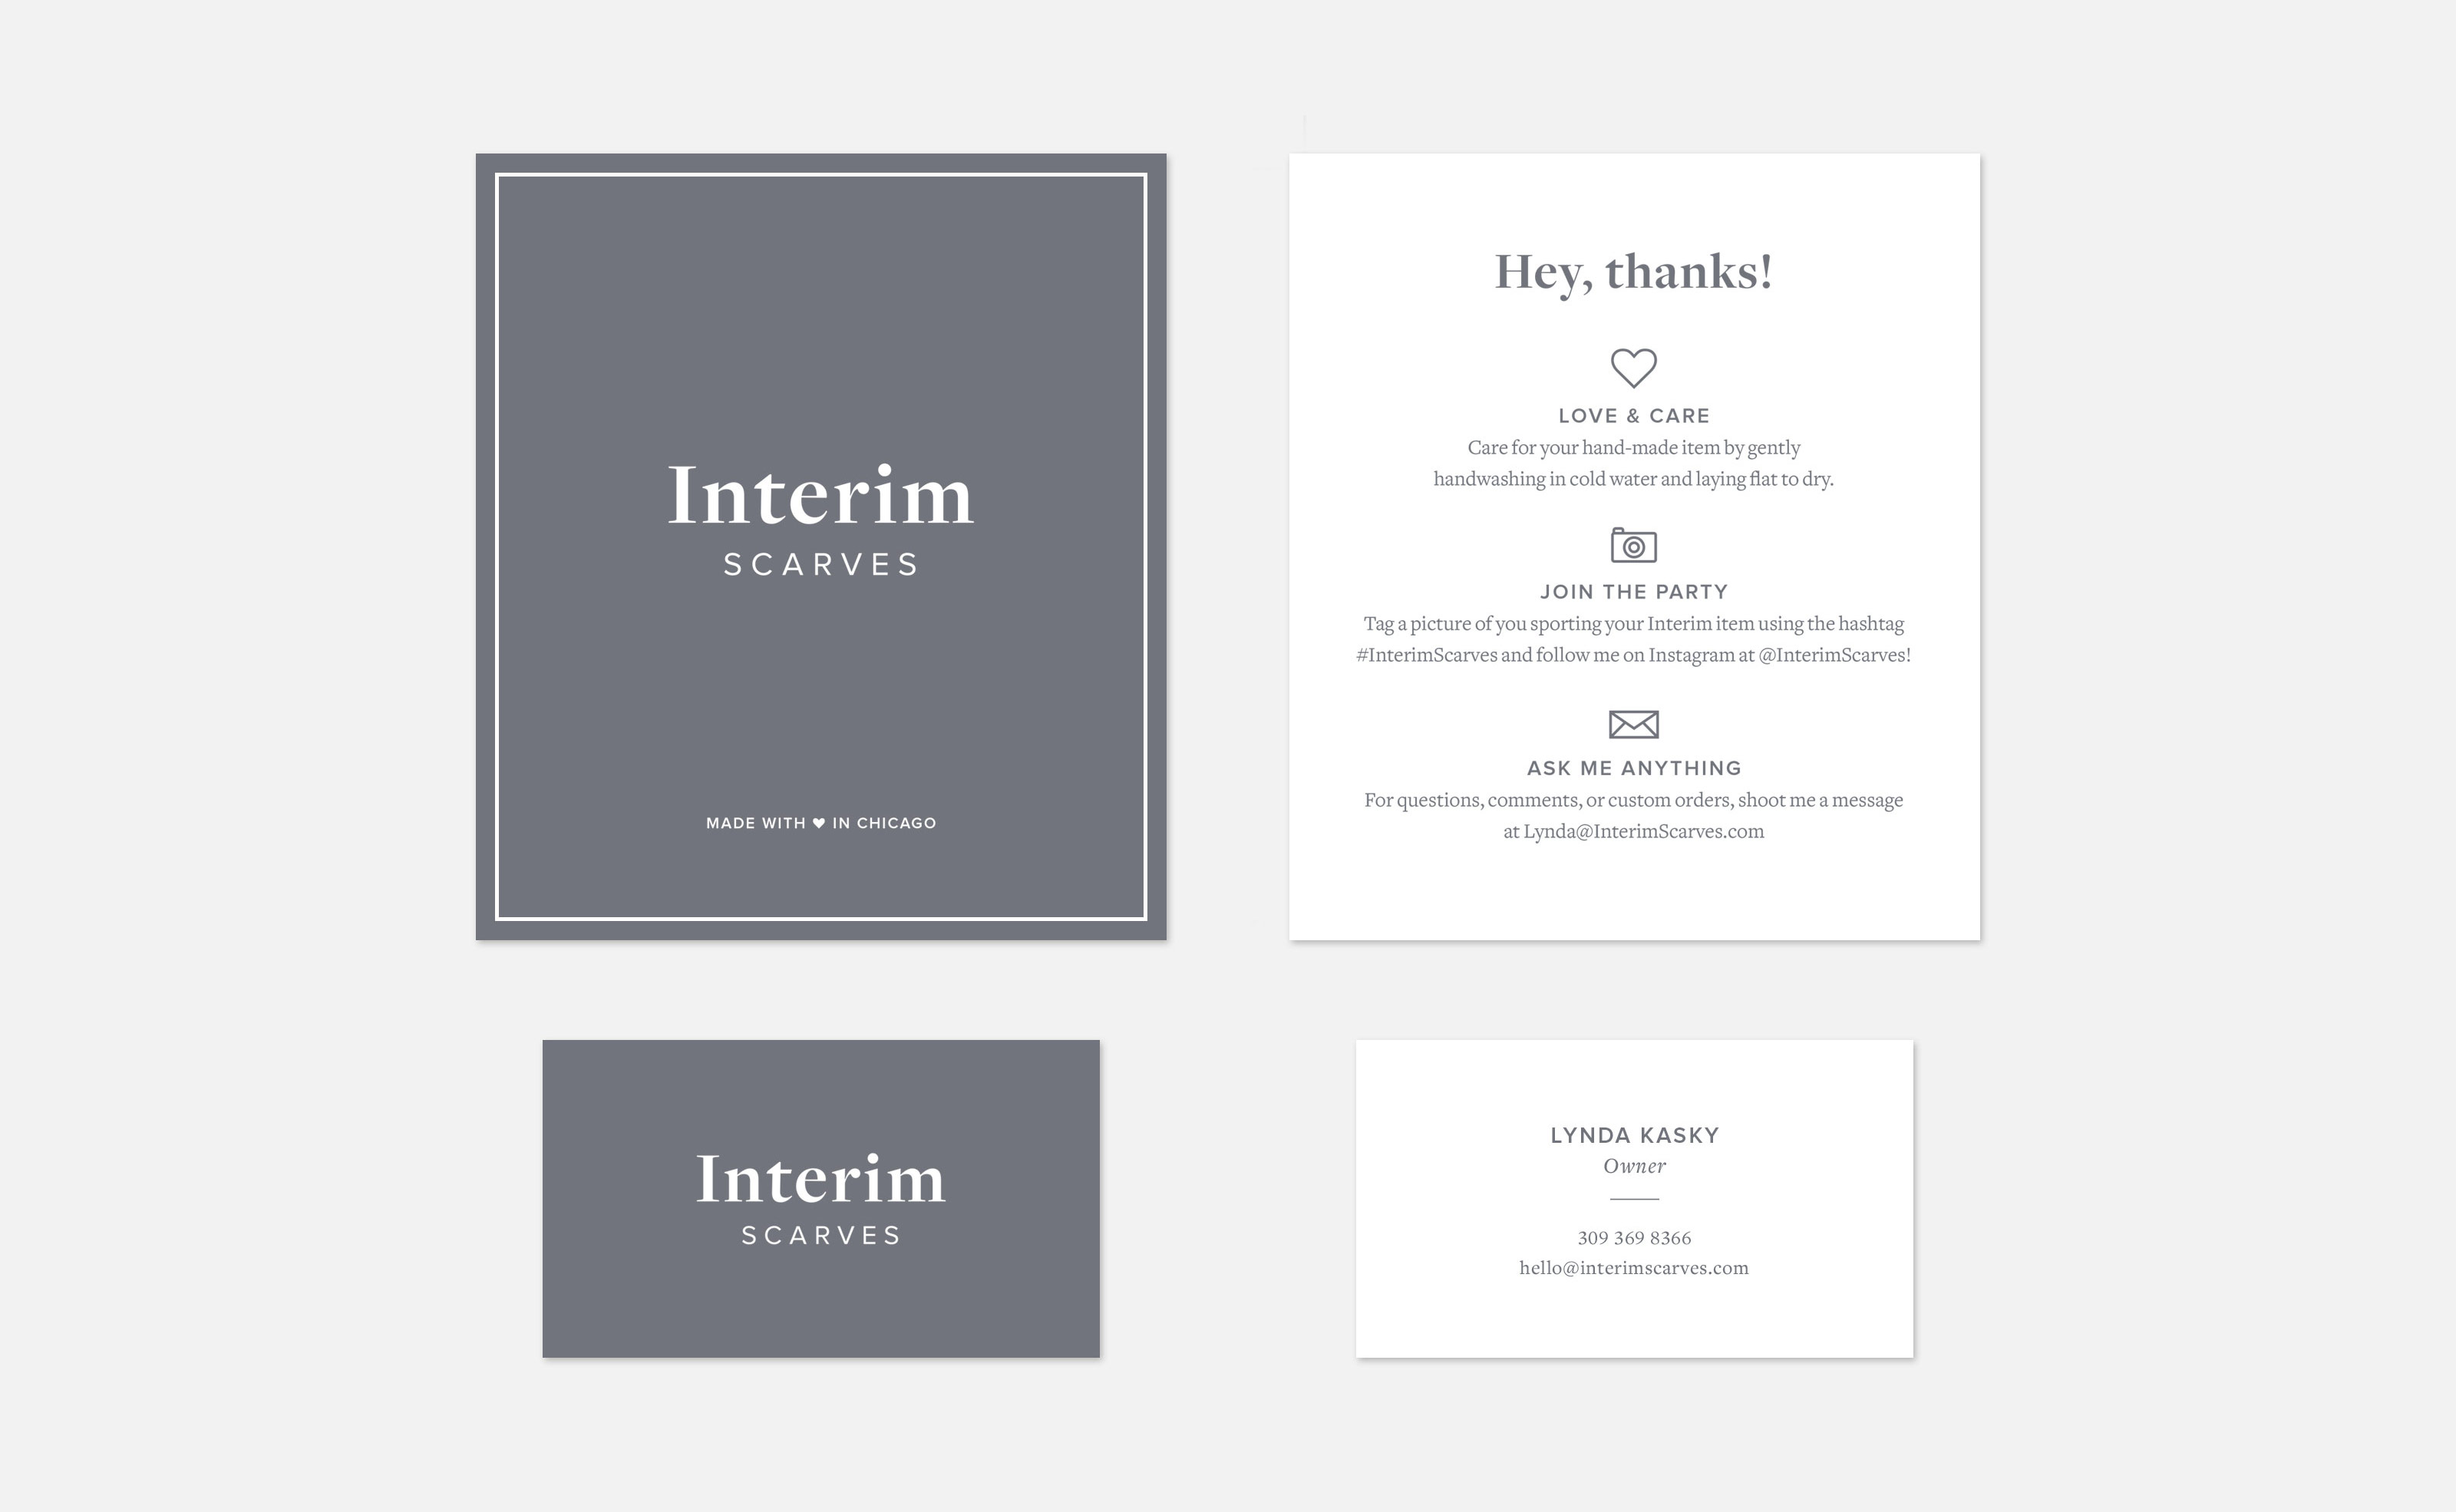 Interim
SCARVES
MADE WITH ♥ IN CHICAGO
Hey, thanks!
LOVE & CARE
Care for your hand-made item by gently
handwashing in cold water and laying flat to dry.
JOIN THE PARTY
Tag a picture of you sporting your Interim item using the hashtag
#InterimScarves and follow me on Instagram at @InterimScarves!
ASK ME ANYTHING
For questions, comments, or custom orders, shoot me a message
at Lynda@InterimScarves.com
Interim
SCARVES
LYNDA KASKY
Owner
309 369 8366
hello@interimscarves.com